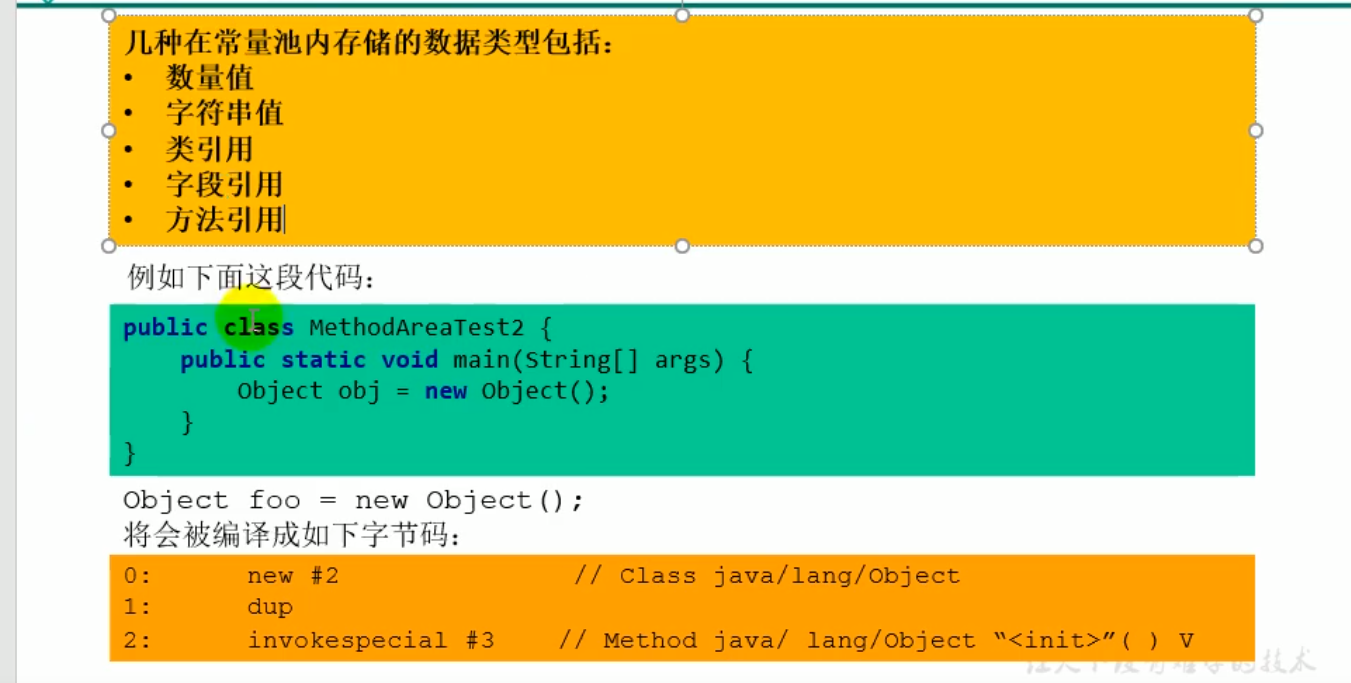 几种在常量池内存储的数据类型包括：
• 数量值
• 字符串值
• 类引用
• 字段引用
• 方法引用
例如下面这段代码：
public class MethodAreaTest2 {
    public static void main(String[] args) {
        Object obj = new Object();
    }
}
Object foo = new Object();
将会被编译成如下字节码：
0: new #2 // Class java/lang/Object
1: dup
2: invokespecial #3 // Method java/ lang/Object “<init>”( ) V
的技术